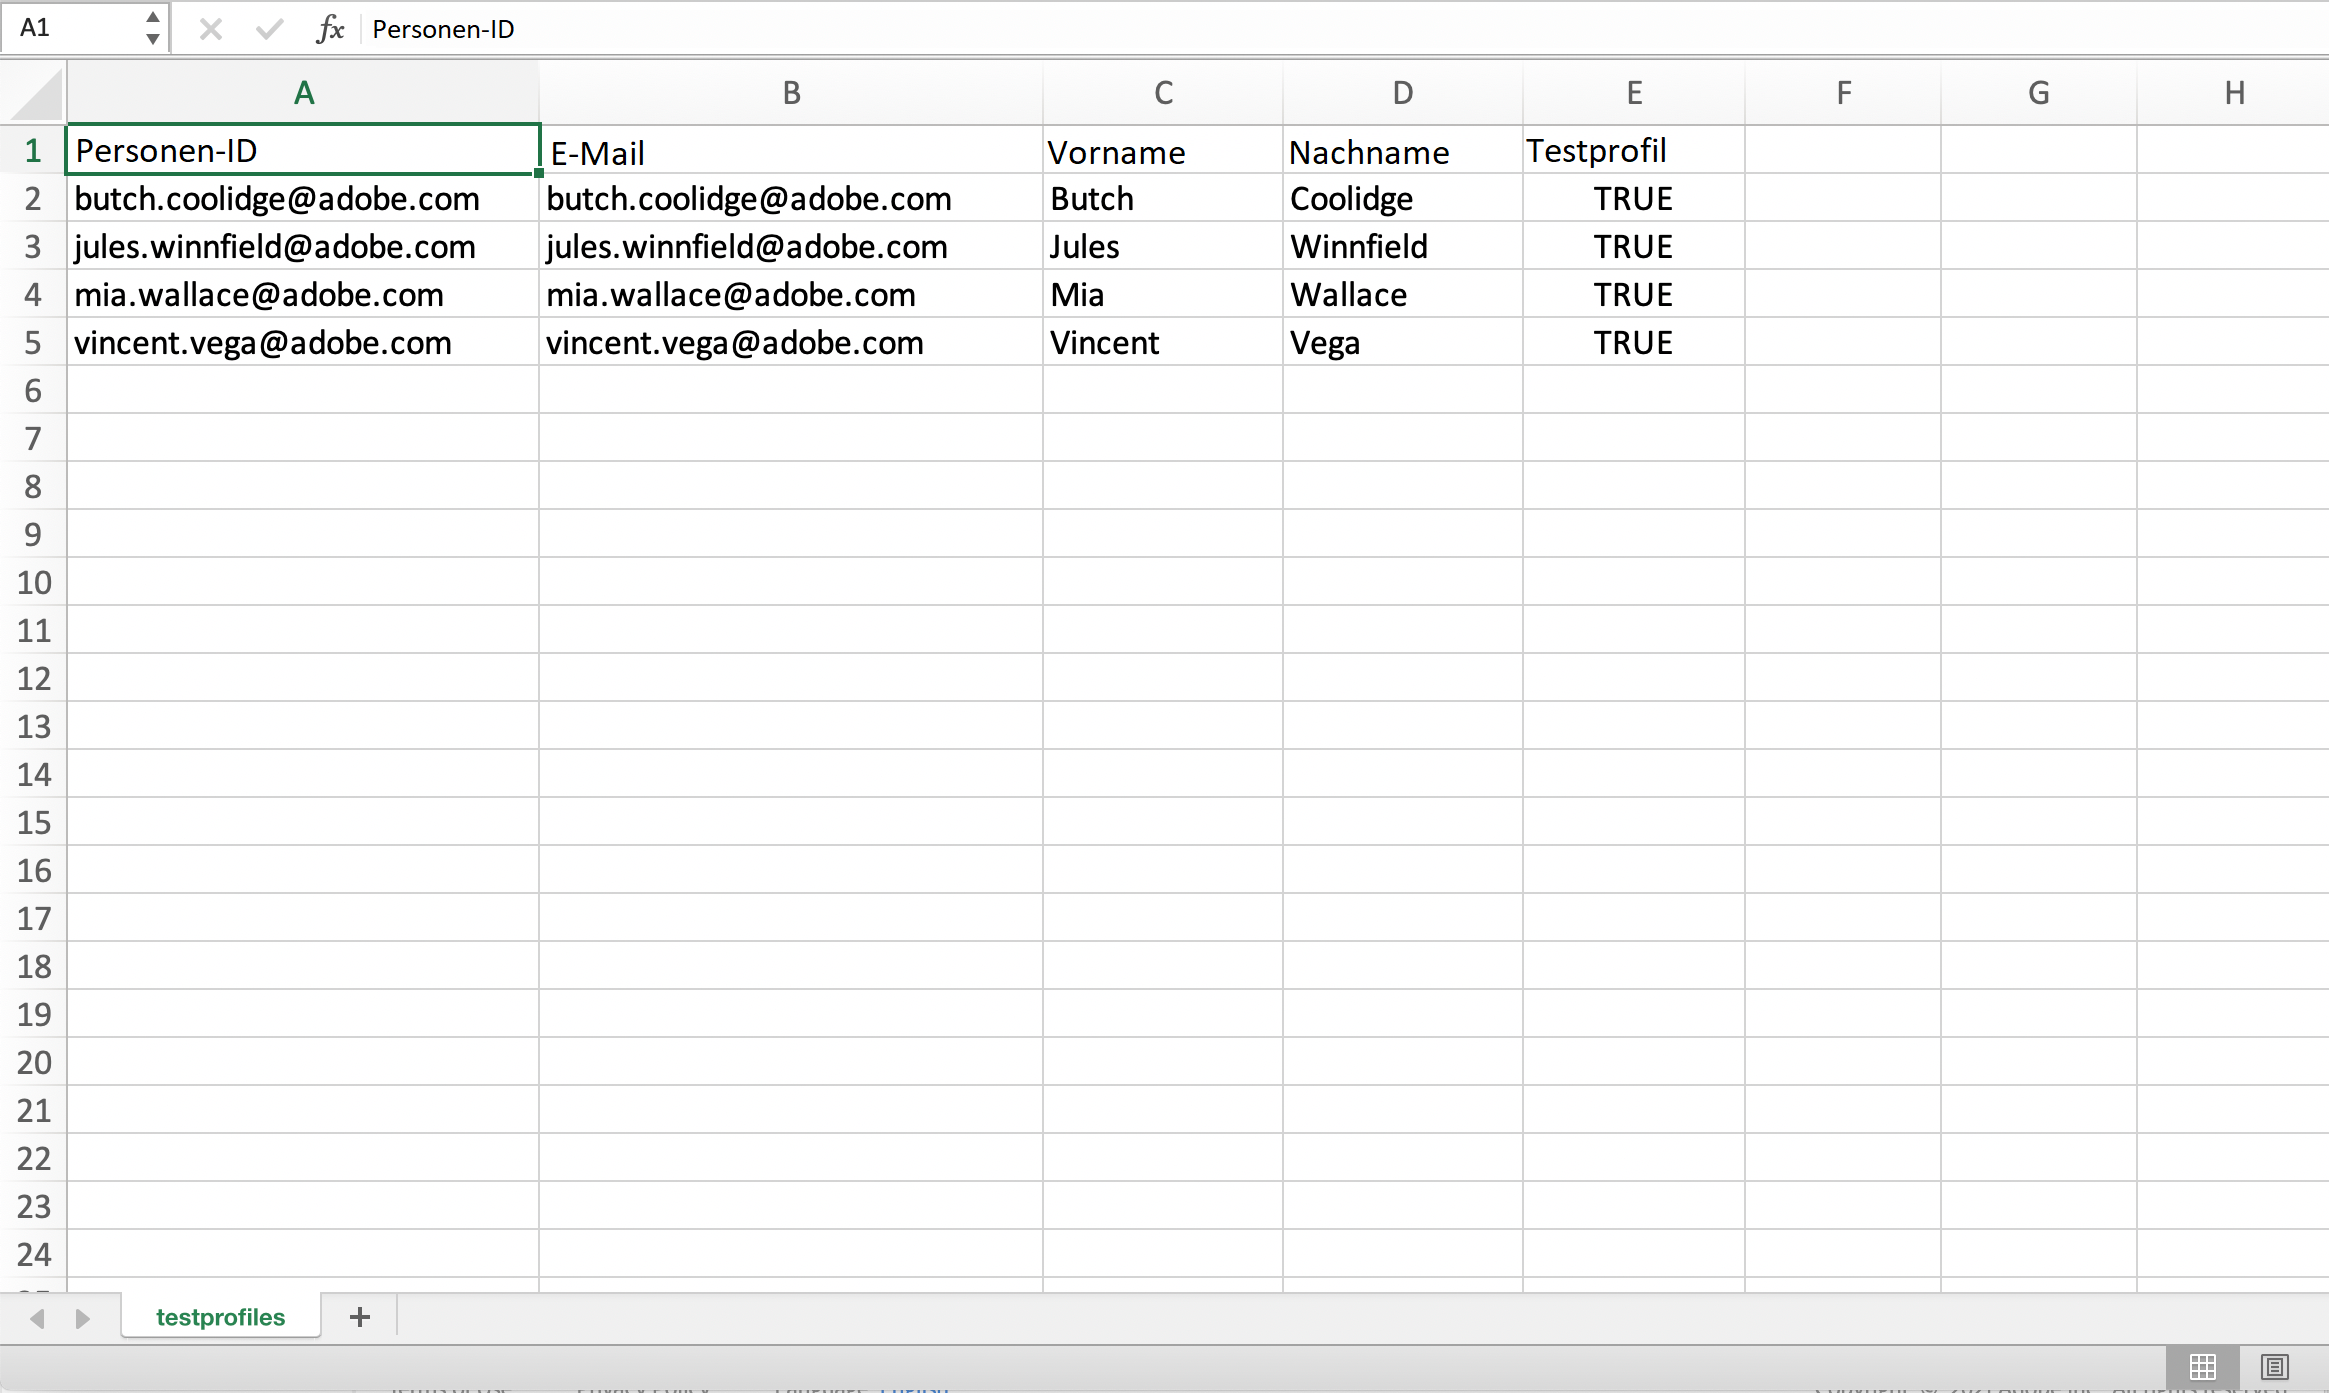 A1 fx Personen-ID
A B C D E F G H
1 Personen-ID E-Mail Vorname Nachname Testprofil
2 butch.coolidge@adobe.com butch.coolidge@adobe.com Butch Coolidge TRUE
3 jules.winnfield@adobe.com jules.winnfield@adobe.com Jules Winnfield TRUE
4 mia.wallace@adobe.com mia.wallace@adobe.com Mia Wallace TRUE
5 vincent.vega@adobe.com vincent.vega@adobe.com Vincent Vega TRUE
6
7
8
9
10
11
12
13
14
15
16
17
18
19
20
21
22
23
24
testprofiles +